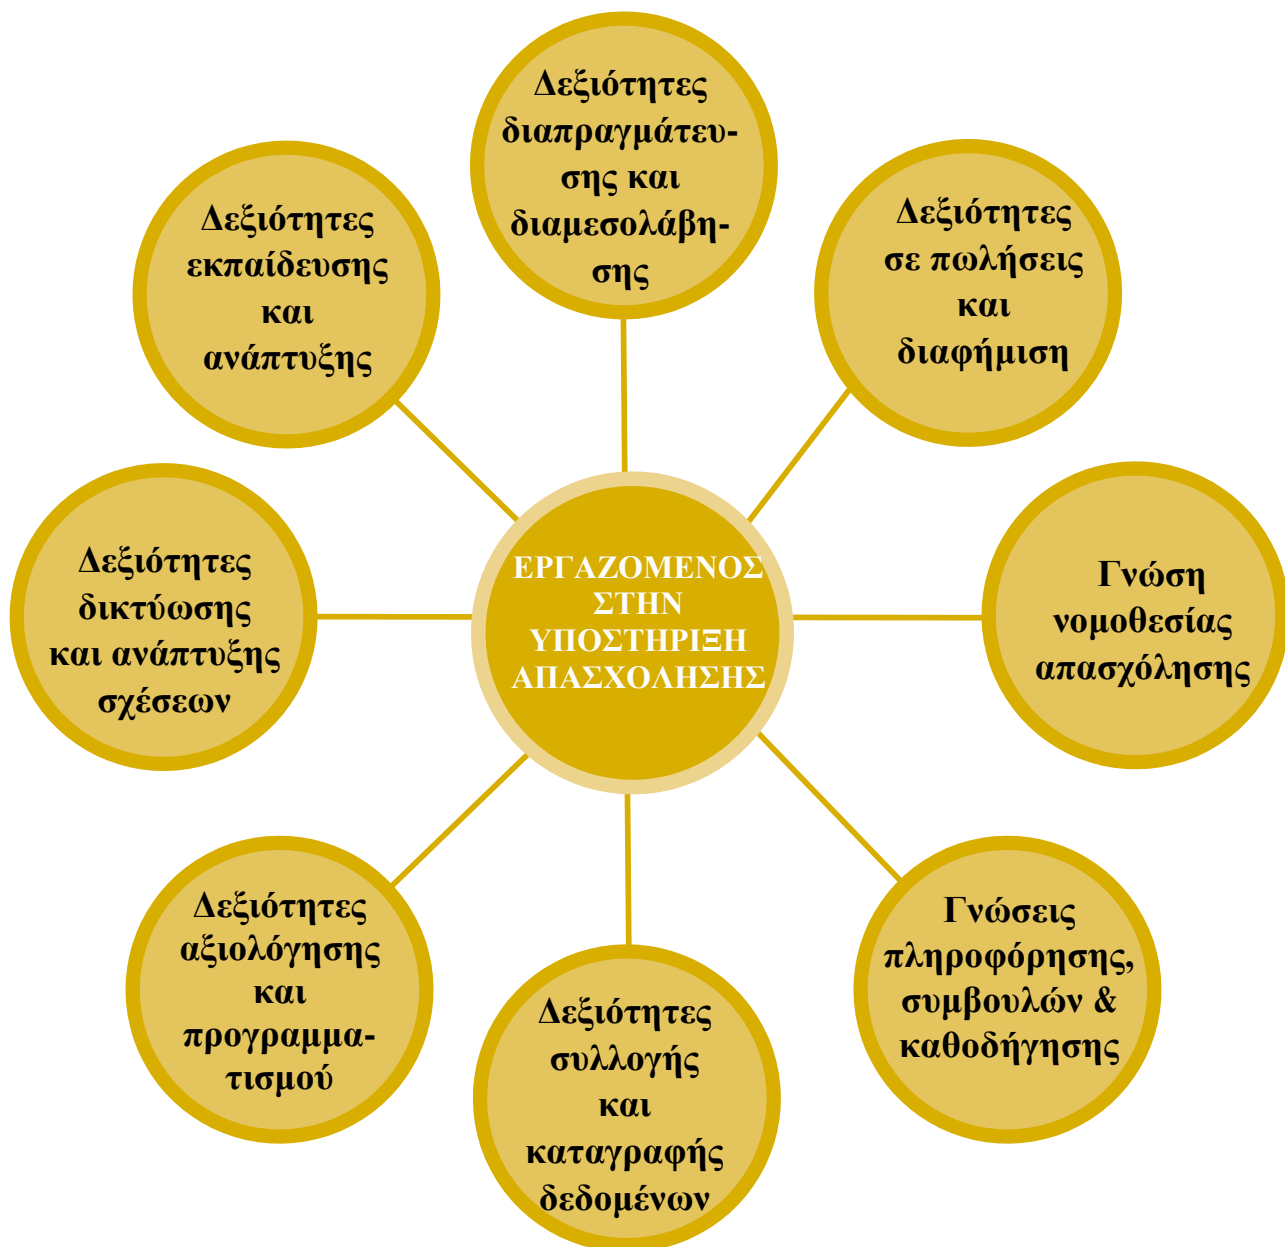 Δεξιότητες
διαπραγμάτευ-
σης και
διαμεσολάβη-
σης
Δεξιότητες
σε πωλήσεις
και
διαφήμιση
Γνώση
νομοθεσίας
απασχόλησης
Γνώσεις
πληροφόρησης,
συμβουλών &
καθοδήγησης
Δεξιότητες
συλλογής
και
καταγραφής
δεδομένων
Δεξιότητες
αξιολόγησης
και
προγραμμα-
τισμού
Δεξιότητες
δικτύωσης
και ανάπτυξης
σχέσεων
Δεξιότητες
εκπαίδευσης
και
ανάπτυξης
ΕΡΓΑΖΟΜΕΝΟΣ
ΣΤΗΝ
ΥΠΟΣΤΗΡΙΞΗ
ΑΠΑΣΧΟΛΗΣΗΣ